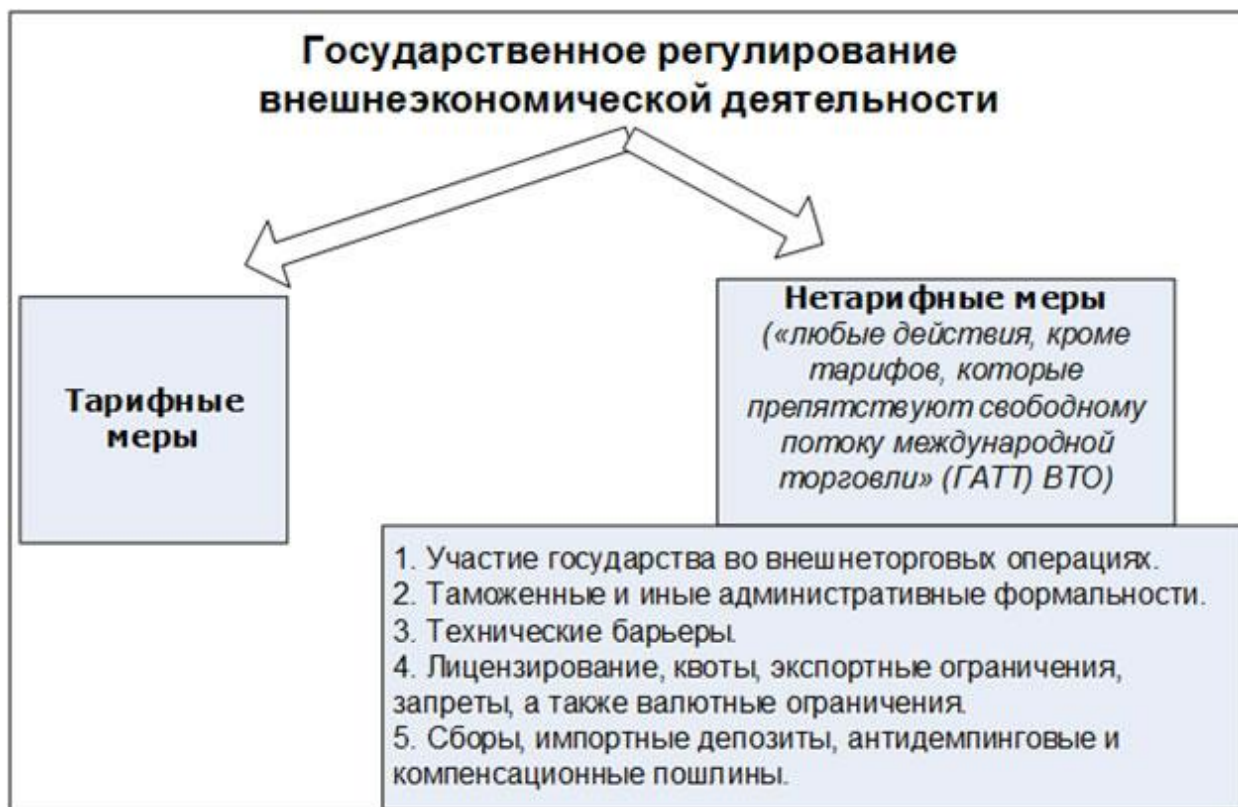 Государственное регулирование
внешнеэкономической деятельности
Тарифные
меры
Нетарифные меры
(«любые действия, кроме
тарифов, которые
препятствуют свободному
потоку международной
торговли» (ГАТТ) ВТО)
1. Участие государства во внешнеторговых операциях.
2. Таможенные и иные административные формальности.
3. Технические барьеры.
4. Лицензирование, квоты, экспортные ограничения,
запреты, а также валютные ограничения.
5. Сборы, импортные депозиты, антидемпинговые и
компенсационные пошлины.